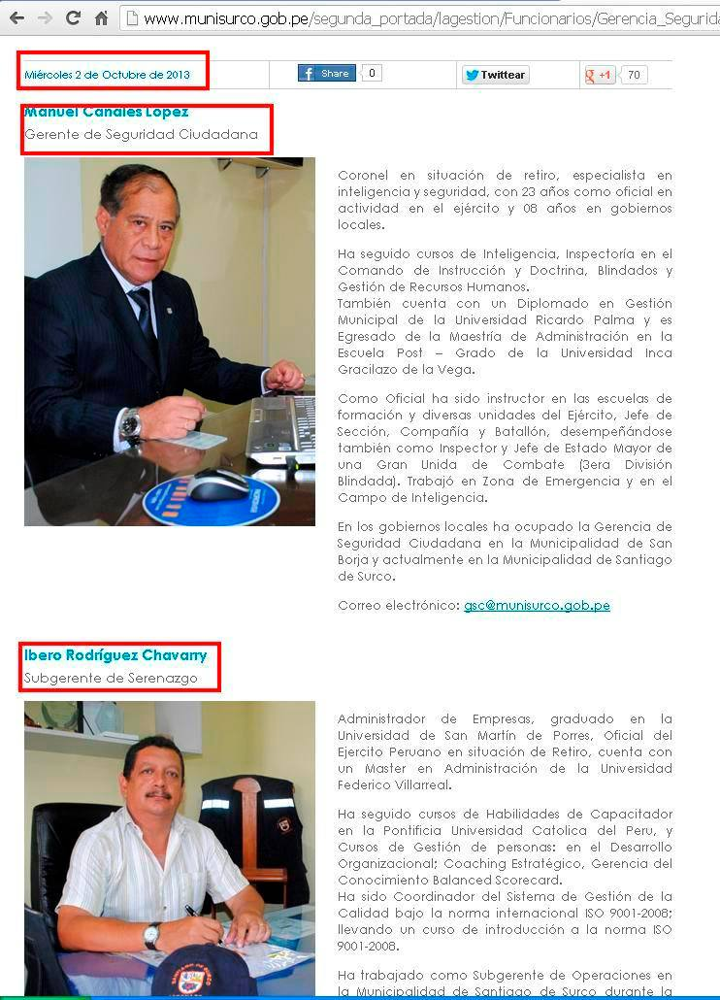 www.munisurco.gob.pe/segunda_portada/lagestion/Funcionarios/Gerencia_Segurida
Miércoles 2 de Octubre de 2013
Share
0
Twittear
g +1
70
Manuel Canales Lopez
Gerente de Seguridad Ciudadana
Coronel en situación de retiro, especialista en
inteligencia y seguridad, con 23 años como oficial en
actividad en el ejército y 08 años en gobiernos
locales.
Ha seguido cursos de Inteligencia, Inspectoría en el
Comando de Instrucción y Doctrina, Blindados y
Gestión de Recursos Humanos.
También cuenta con un Diplomado en Gestión
Municipal de la Universidad Ricardo Palma y es
Egresado de la Maestría de Administración en la
Escuela Post – Grado de la Universidad Inca
Gracilazo de la Vega.
Como Oficial ha sido instructor en las escuelas de
formación y diversas unidades del Ejército, Jefe de
Sección, Compañía y Batallón, desempeñándose
también como Inspector y Jefe de Estado Mayor de
una Gran Unida de Combate (3era División
Blindada). Trabajó en Zona de Emergencia y en el
Campo de Inteligencia.
En los gobiernos locales ha ocupado la Gerencia de
Seguridad Ciudadana en la Municipalidad de San
Borja y actualmente en la Municipalidad de Santiago
de Surco.
Correo electrónico: gsc@munisurco.gob.pe
Ibero Rodríguez Chavarry
Subgerente de Serenazgo
Administrador de Empresas, graduado en la
Universidad de San Martín de Porres, Oficial del
Ejercito Peruano en situación de Retiro, cuenta con
un Master en Administración de la Universidad
Federico Villarreal.
Ha seguido cursos de Habilidades de Capacitador
en la Pontificia Universidad Catolica del Peru, y
Cursos de Gestión de personas: en el Desarrollo
Organizacional; Coaching Estratégico, Gerencia del
Conocimiento Balanced Scorecard.
Ha sido Coordinador del Sistema de Gestión de la
Calidad bajo la norma internacional ISO 9001-2008;
llevando un curso de introducción a la norma ISO
9001-2008.
Ha trabajado como Subgerente de Operaciones en
la Municipalidad de Santiago de Surco durante la
SANTIAGO DE SURCO